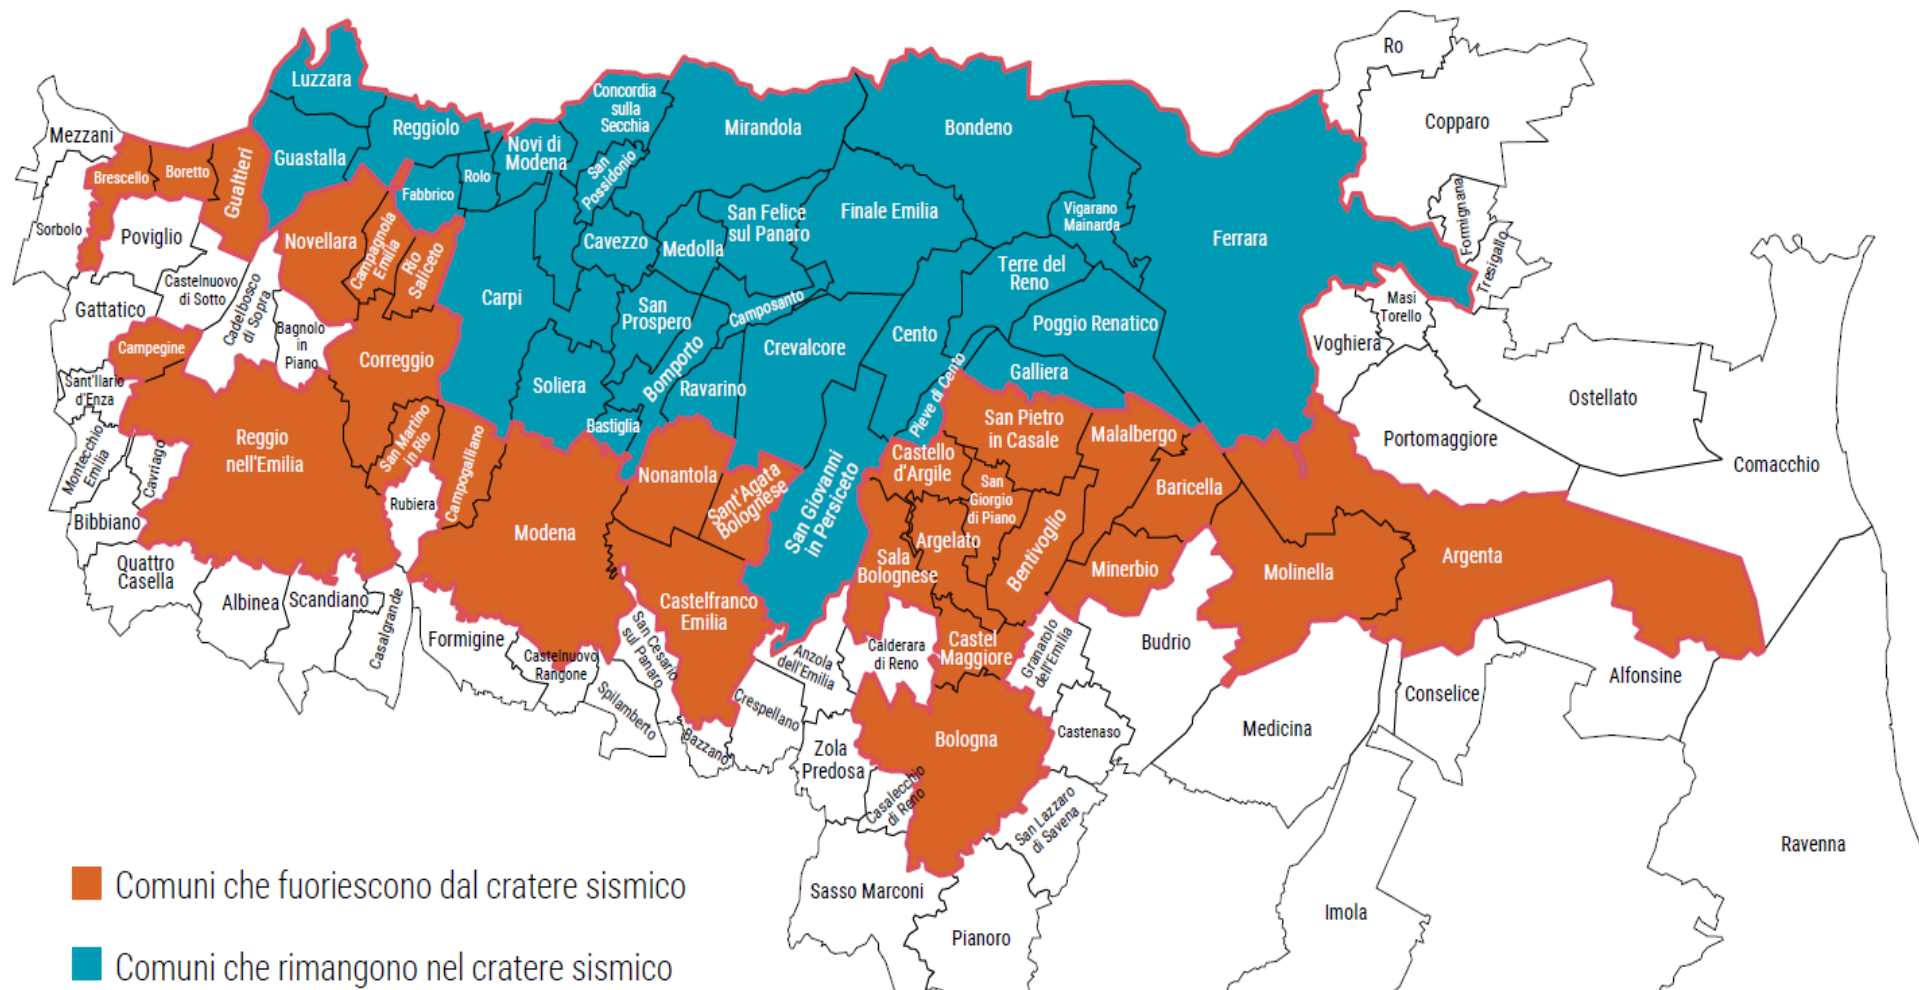 Ro
Luzzara
Concordia
sulla
Secchia
Mezzani
Reggiolo
Mirandola
Bondeno
Copparo
Novi di
Modena
Guastalla
Brescello
Boretto
Gualtieri
Rolo
San
Possidonio
Fabbrico
Sorbolo
Poviglio
Novellara
Campagnola
Emilia
Rio
Saliceto
Cavezzo
Medolla
San Felice
sul Panaro
Finale Emilia
Vigarano
Mainarda
Ferrara
Formignana
Tresigallo
Castelnuovo
di Sotto
Cadelbosco
di Sopra
Gattatico
Carpi
San
Prospero
Camposanto
Terre del
Reno
Masi
Torello
Bagnolo
in
Piano
Campegine
Correggio
Bomporto
Crevalcore
Cento
Poggio Renatico
Voghiera
Sant'Ilario
d'Enza
Soliera
Ravarino
Pieve di Cento
Galliera
Ostellato
Bastiglia
San Pietro
in Casale
Malalbergo
Portomaggiore
Montecchio
Emilia
Cavriago
Reggio
nell'Emilia
San Martino
in Rio
Campogalliano
Nonantola
Sant'Agata
Bolognese
San Giovanni
in Persiceto
Castello
d'Argile
San
Giorgio
di Piano
Baricella
Comacchio
Rubiera
Bibbiano
Modena
Argelato
Bentivoglio
Quattro
Casella
Sala
Bolognese
Minerbio
Molinella
Argenta
Albinea
Scandiano
Casalgrande
Castelfranco
Emilia
Formigine
San Cesario
sul Panaro
Anzola
dell'Emilia
Calderara
di Reno
Castel
Maggiore
Granarolo
dell'Emilia
Budrio
Castelnuovo
Rangone
Spilamberto
Crespellano
Conselice
Alfonsine
Bazzano
Zola
Predosa
Bologna
Castenaso
Medicina
Casalecchio
di Reno
San Lazzaro
di Savena
Ravenna
Comuni che fuoriescono dal cratere sismico
Sasso Marconi
Imola
Pianoro
Comuni che rimangono nel cratere sismico